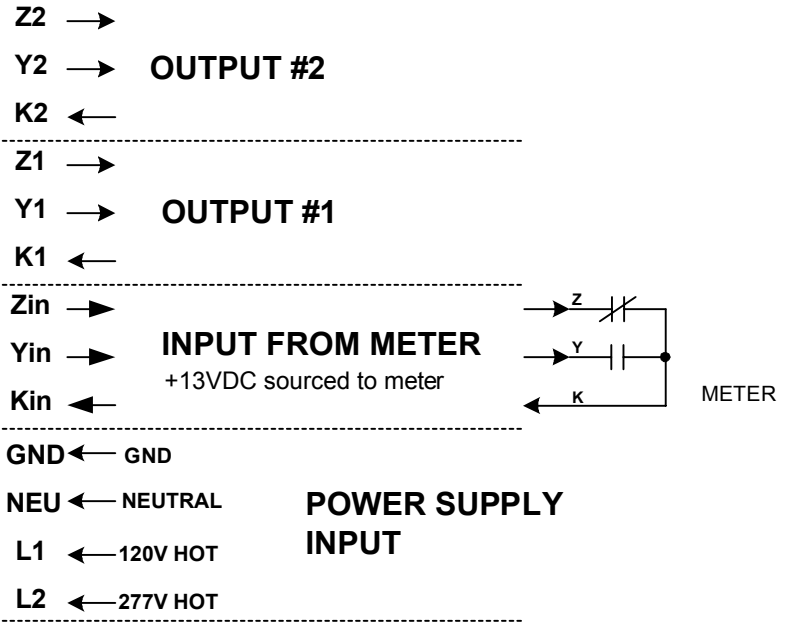 Z2
Y2 OUTPUT #2
K2
Z1
Y1 OUTPUT #1
K1
Zin Z
Yin INPUT FROM METER Y
+13VDC sourced to meter
Kin K METER
GND GND
NEU NEUTRAL POWER SUPPLY
L1 120V HOT INPUT
L2 277V HOT